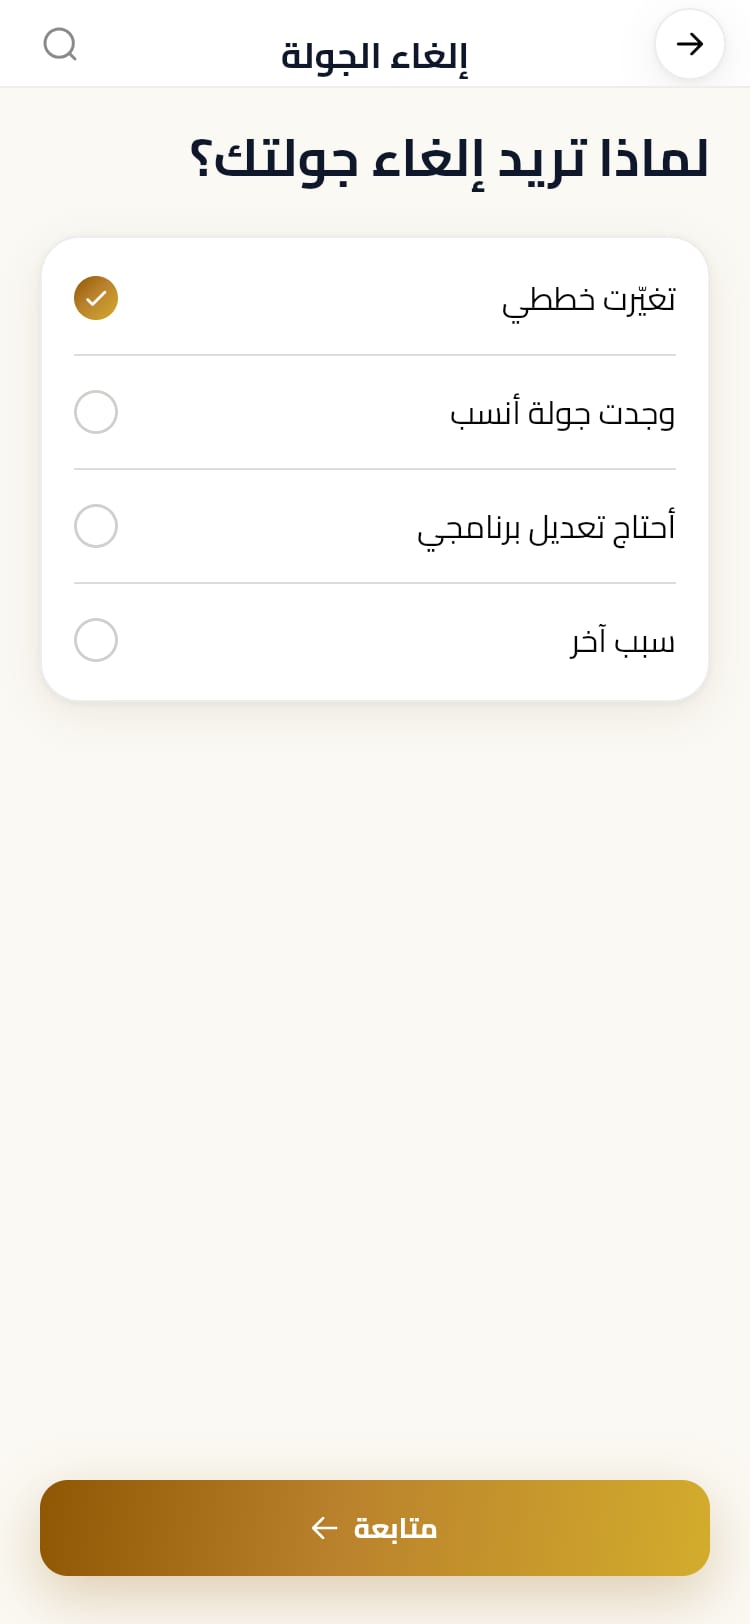 إلغاء الجولة
لماذا تريد إلغاء جولتك؟
تغيّرت خططي
وجدت جولة أنسب
أحتاج تعديل برنامجي
سبب آخر
متابعة